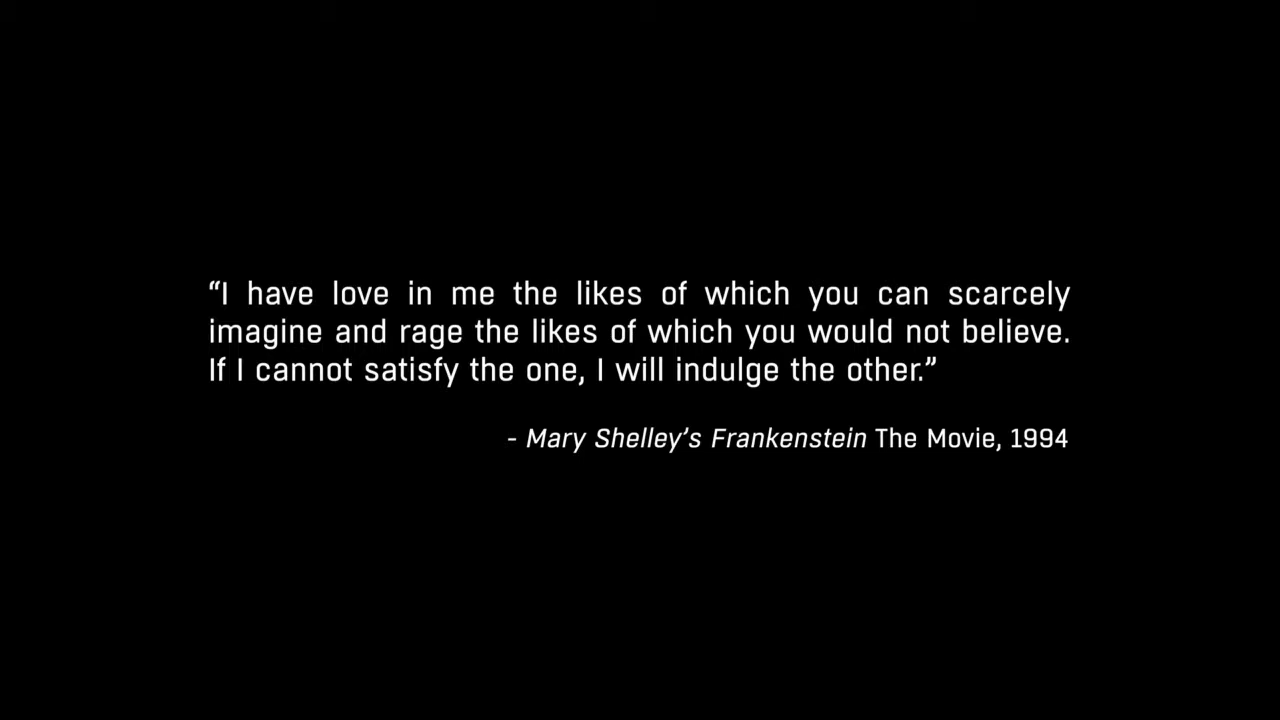 “I have love in me the likes of which you can scarcely
imagine and rage the likes of which you would not believe.
If I cannot satisfy the one, I will indulge the other.”
- Mary Shelley’s Frankenstein The Movie, 1994